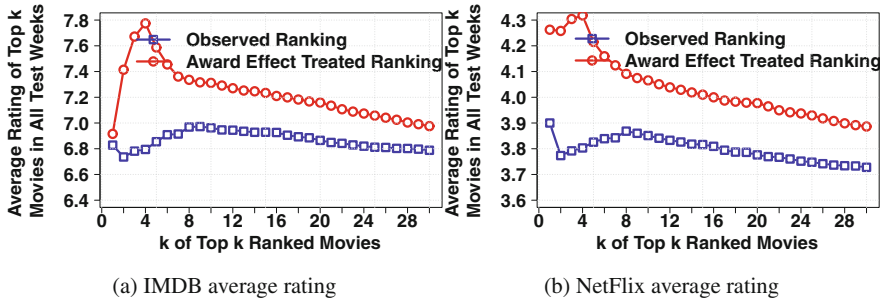 Average Rating of Top k
Movies in All Test Weeks
7.8
7.6
7.4
7.2
7.0
6.8
6.6
6.4
Observed Ranking
Award Effect Treated Ranking
0 4 8 12 16 20 24 28
k of Top k Ranked Movies
(a) IMDB average rating
Average Rating of Top k
Movies in All Test Weeks
4.3
4.2
4.1
4.0
3.9
3.8
3.7
3.6
Observed Ranking
Award Effect Treated Ranking
0 4 8 12 16 20 24 28
k of Top k Ranked Movies
(b) NetFlix average rating